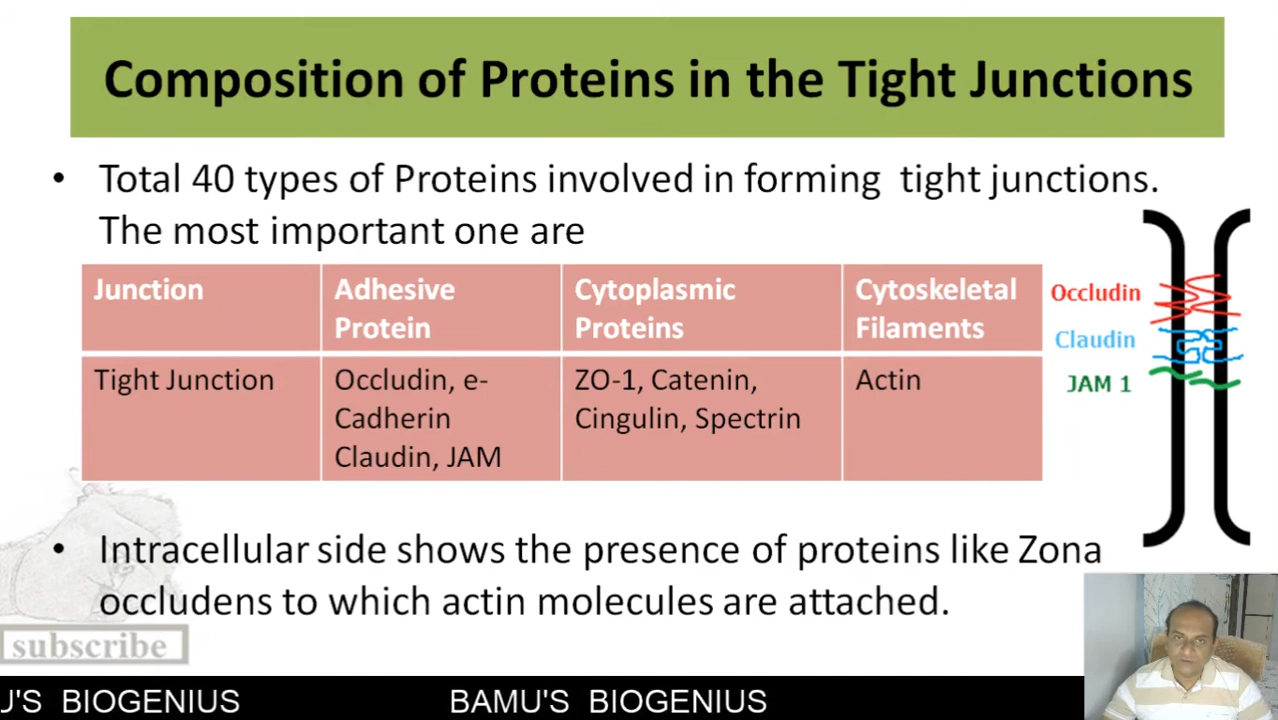 Composition of Proteins in the Tight Junctions
• Total 40 types of Proteins involved in forming tight junctions.
The most important one are
Junction
Adhesive
Protein
Cytoplasmic
Proteins
Cytoskeletal
Filaments
Tight Junction
Occludin, e-
Cadherin
Claudin, JAM
ZO-1, Catenin,
Cingulin, Spectrin
Actin
Occludin
Claudin
JAM 1
• Intracellular side shows the presence of proteins like Zona
occludens to which actin molecules are attached.
subscribe
U'S BIOGENIUS
BAMU'S BIOGENIUS